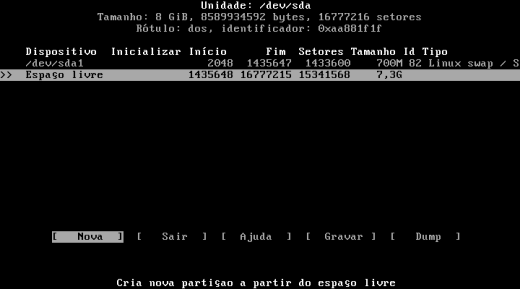 Unidade: /dev/sda
Tamanho: 8 GiB, 8589934592 bytes, 16777216 setores
Rótulo: dos, identificador: 0xaa881f1f
Dispositivo Inicializar Início Fim Setores Tamanho Id Tipo
/dev/sda1 2048 1435647 1433600 700M 82 Linux swap / S
>> Espaço livre 1435648 16777215 15341568 7,3G
[ Nova ] [ Sair ] [ Ajuda ] [ Gravar ] [ Dump ]
Cria nova partiçao a partir do espaço livre